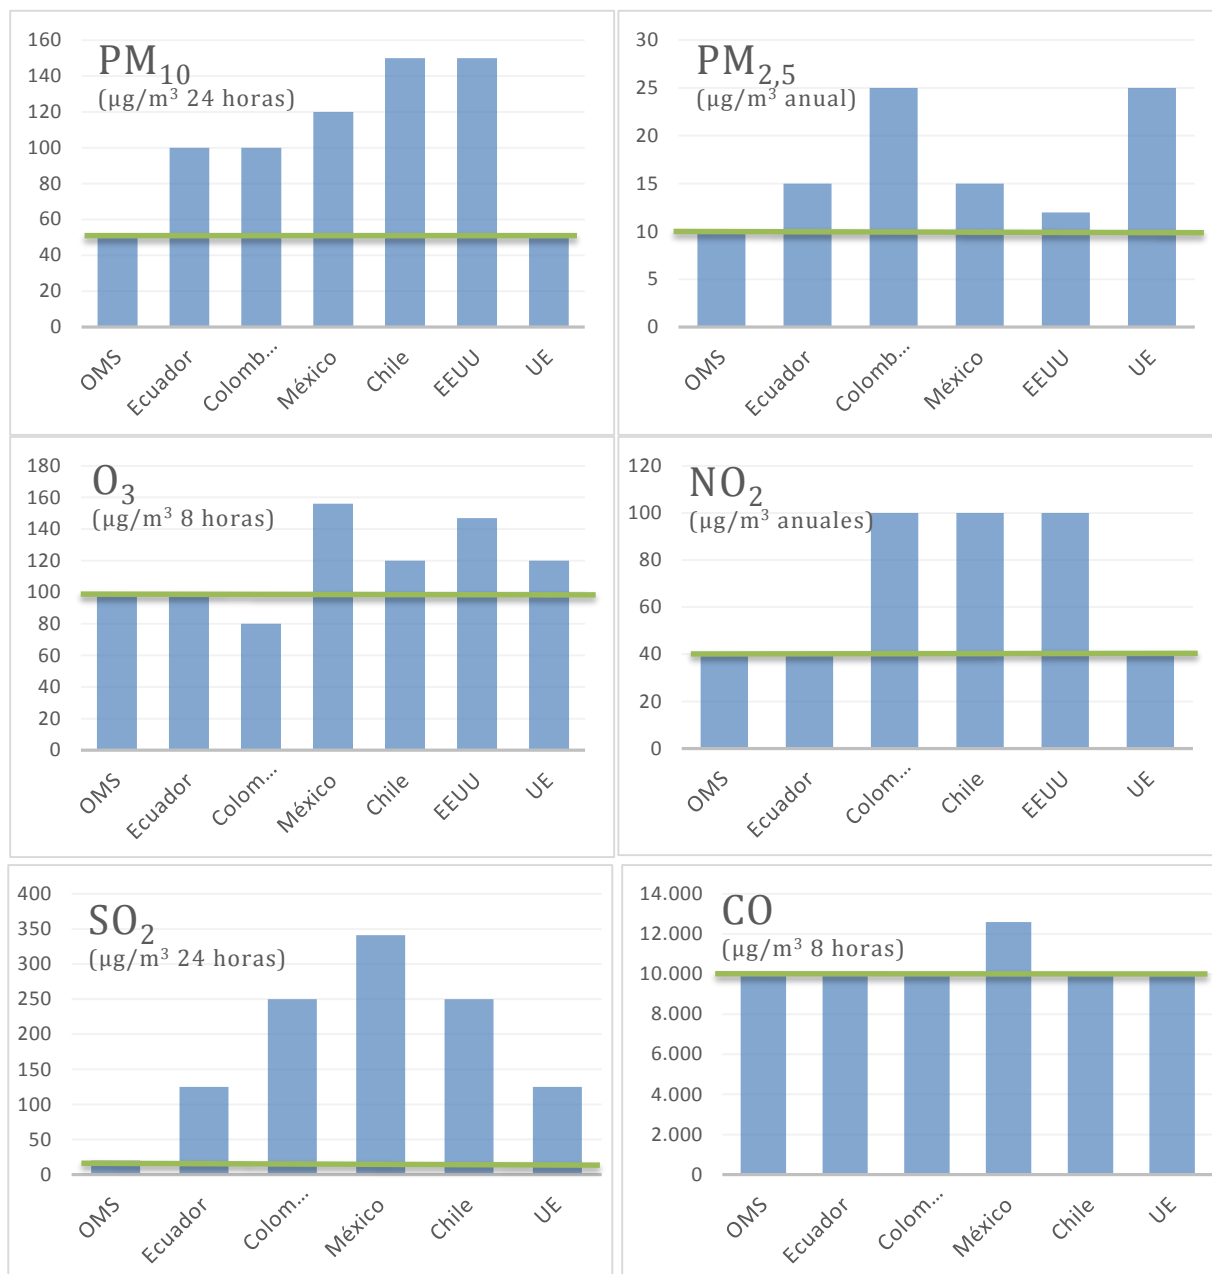 PM₁₀
(µg/m³ 24 horas)
160
140
120
100
80
60
40
20
0
OMS
Ecuador
Colomb...
México
Chile
EEUU
UE
PM₂,₅
(µg/m³ anual)
30
25
20
15
10
5
0
OMS
Ecuador
Colomb...
México
EEUU
UE
O₃
(µg/m³ 8 horas)
180
160
140
120
100
80
60
40
20
0
OMS
Ecuador
Colom...
México
Chile
EEUU
UE
NO₂
(µg/m³ anuales)
120
100
80
60
40
20
0
OMS
Ecuador
Colom...
Chile
EEUU
UE
SO₂
(µg/m³ 24 horas)
400
350
300
250
200
150
100
50
0
OMS
Ecuador
Colom...
México
Chile
UE
CO
(µg/m³ 8 horas)
14.000
12.000
10.000
8.000
6.000
4.000
2.000
0
OMS
Ecuador
Colom...
México
Chile
UE